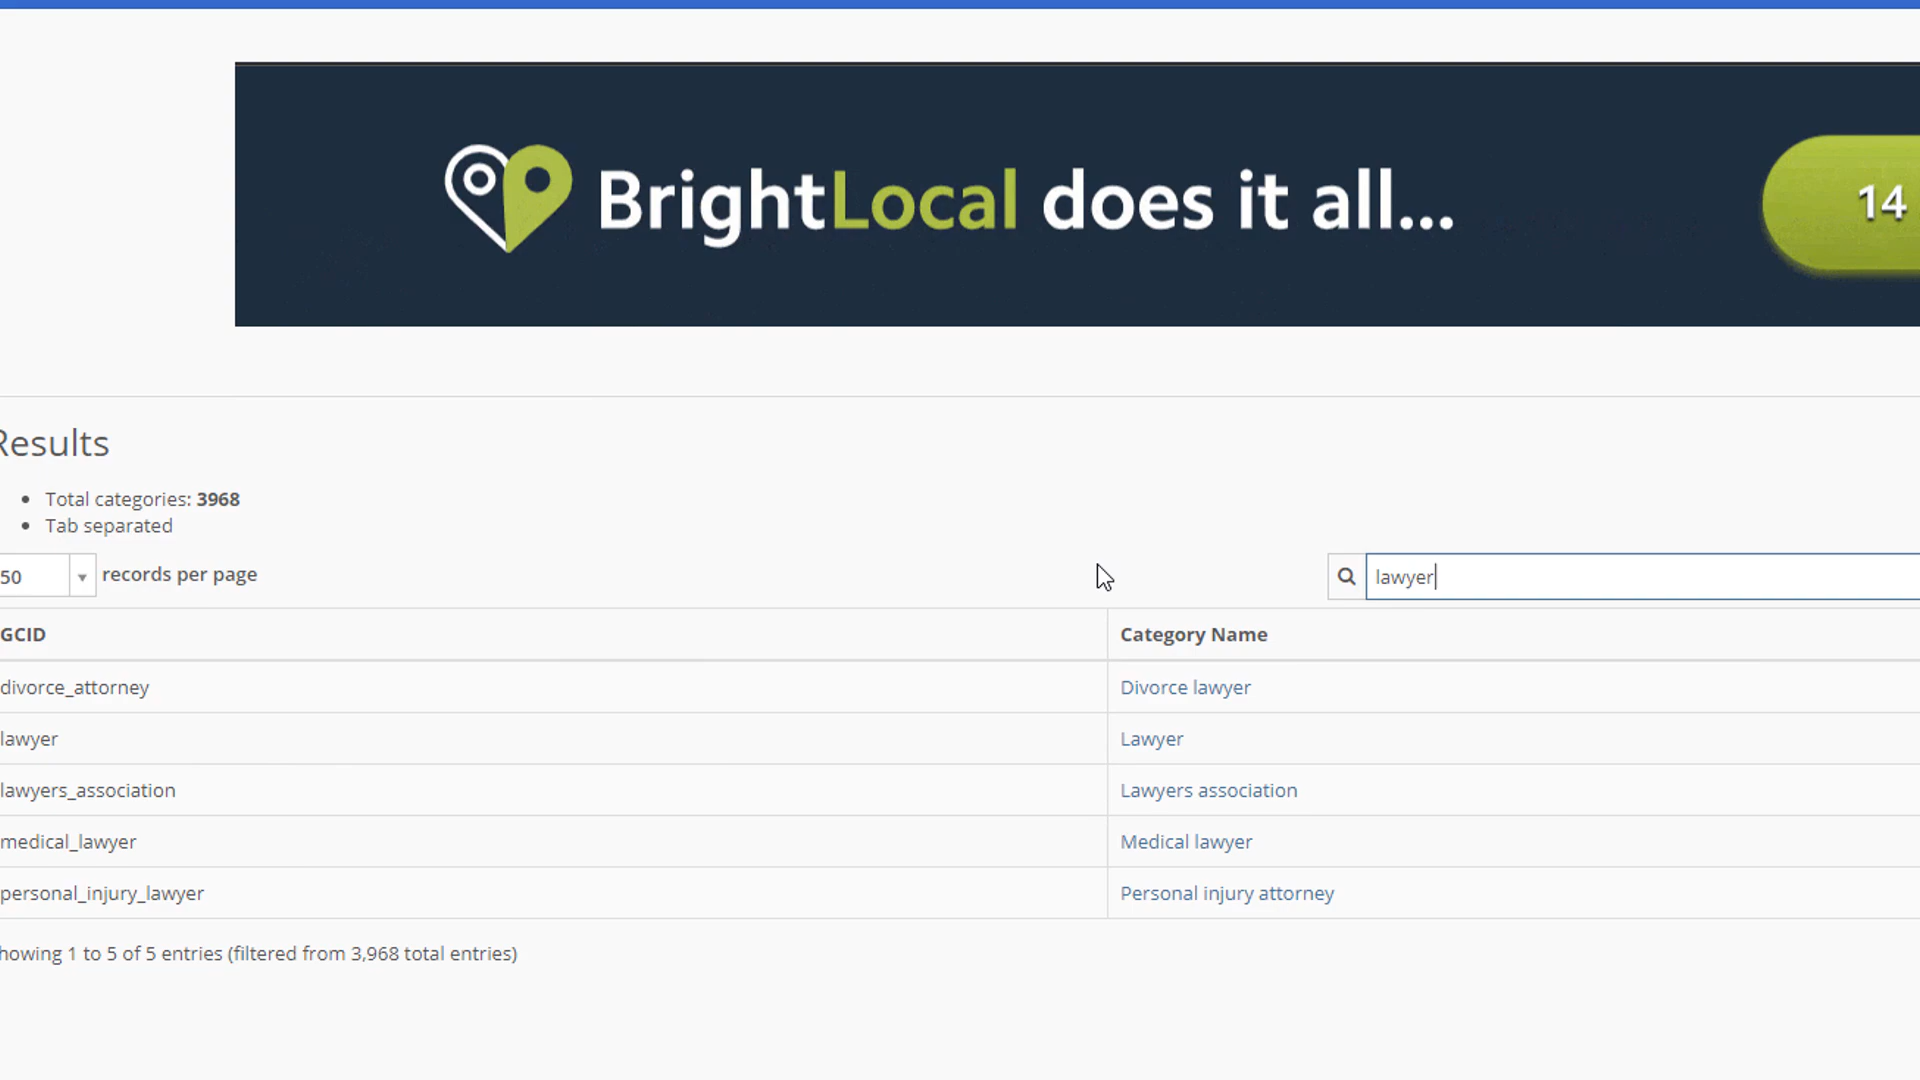 BrightLocal does it all...
14
Results
Total categories: 3968
Tab separated
50 records per page
lawyer
GCID Category Name
divorce_attorney Divorce lawyer
lawyer Lawyer
lawyers_association Lawyers association
medical_lawyer Medical lawyer
personal_injury_lawyer Personal injury attorney
howing 1 to 5 of 5 entries (filtered from 3,968 total entries)